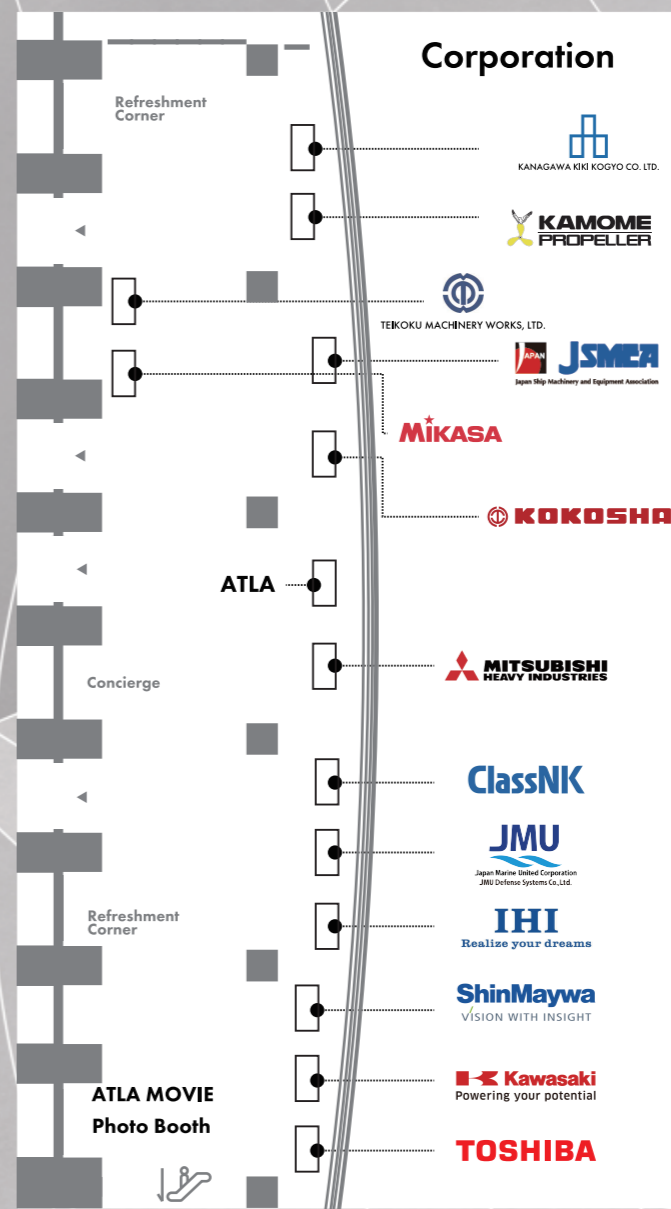 Corporation
Refreshment
Corner
KANAGAWA KIKI KOGYO CO. LTD.
KAMOME
PROPELLER
TEIKOKU MACHINERY WORKS, LTD.
JAPAN
JSMEA
Japan Ship Machinery and Equipment Association
MIKASA
KOKOSHA
ATLA
MITSUBISHI
HEAVY INDUSTRIES
Concierge
ClassNK
JMU
Japan Marine United Corporation
JMU Defense Systems Co., Ltd.
Refreshment
Corner
IHI
Realize your dreams
ShinMaywa
VISION WITH INSIGHT
Kawasaki
Powering your potential
ATLA MOVIE
Photo Booth
TOSHIBA